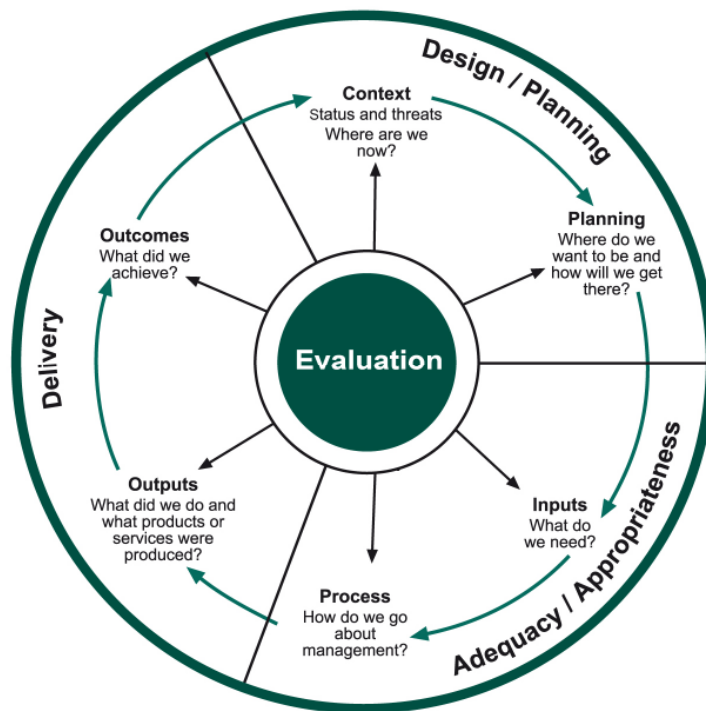 Design / Planning
Context
Status and threats
Where are we
now?
Planning
Where do we
want to be and
how will we get
there?
Outcomes
What did we
achieve?
Delivery
Evaluation
Outputs
What did we do and
what products or
services were
produced?
Inputs
What do
we need?
Process
How do we go
about
management?
Adequacy / Appropriateness